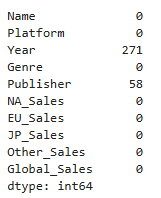 Name 0
Platform 0
Year 271
Genre 0
Publisher 58
NA_Sales 0
EU_Sales 0
JP_Sales 0
Other_Sales 0
Global_Sales 0
dtype: int64